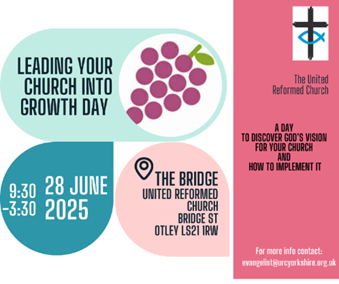 LEADING YOUR
CHURCH INTO
GROWTH DAY
9:30
–3:30
28 JUNE
2025
THE BRIDGE
UNITED REFORMED
CHURCH
BRIDGE ST
OTLEY LS21 1RW
The United
Reformed Church
A DAY
TO DISCOVER GOD'S VISION
FOR YOUR CHURCH
AND
HOW TO IMPLEMENT IT
For more info contact:
evangelist@urcyorkshire.org.uk